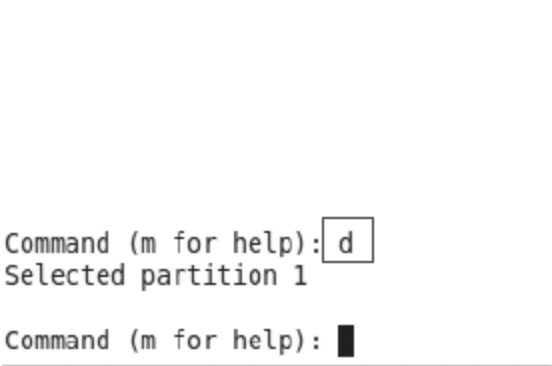 Command (m for help): d
Selected partition 1
Command (m for help):